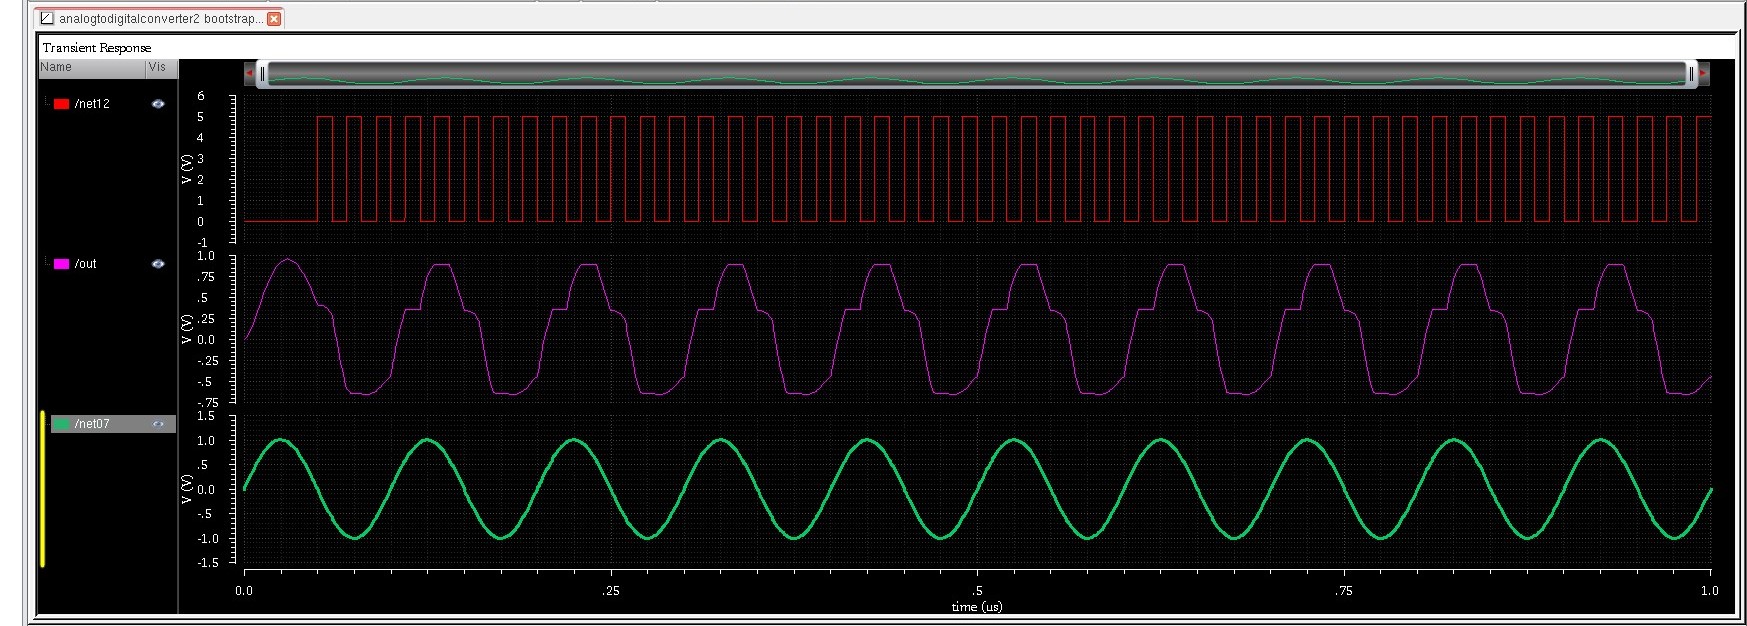 analogtodigitalconverter2 bootstrap...
Transient Response
Name Vis
/net12
6
5
4
3
2
1
0
-1
V (V)
/out
1.0
.75
.5
.25
0.0
-.25
-.5
-.75
V (V)
/net07
1.5
1.0
.5
0.0
-.5
-1.0
-1.5
V (V)
0.0 .25 .5 .75 1.0
time (us)